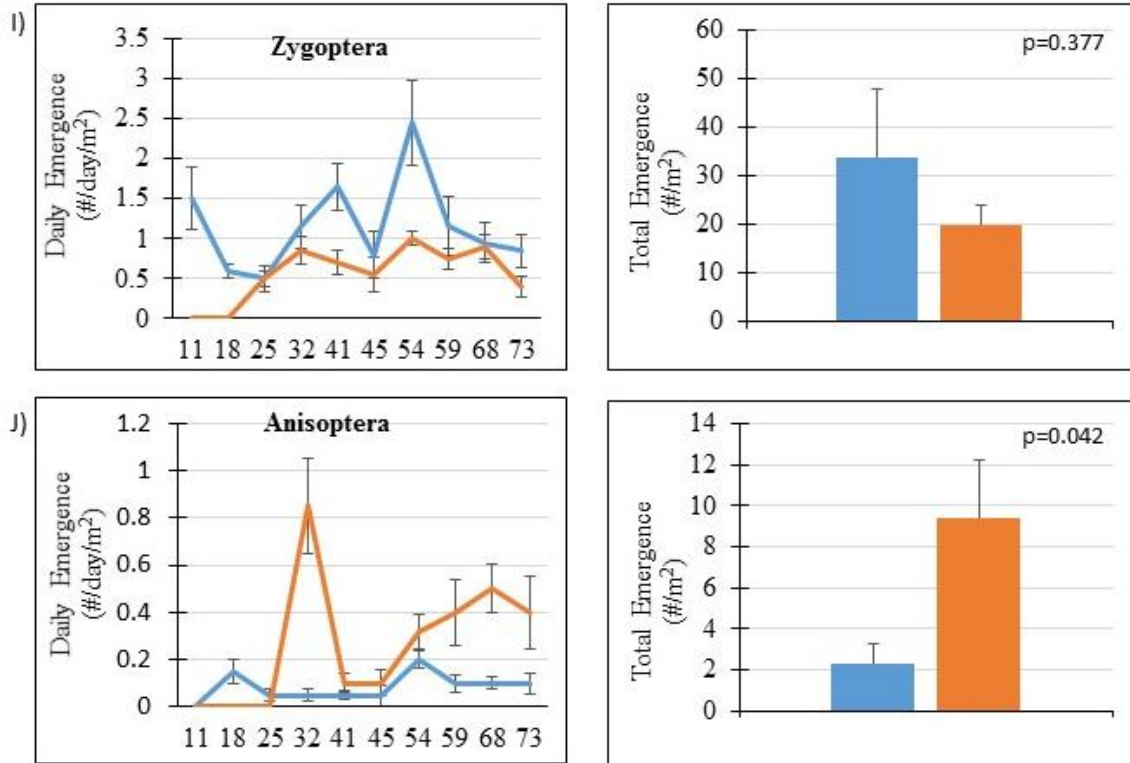 I)
Zygoptera
Daily Emergence
(#/day/m²)
3.5
3
2.5
2
1.5
1
0.5
0
11 18 25 32 41 45 54 59 68 73
p=0.377
Total Emergence
(#/m²)
60
50
40
30
20
10
0
J)
Anisoptera
Daily Emergence
(#/day/m²)
1.2
1
0.8
0.6
0.4
0.2
0
11 18 25 32 41 45 54 59 68 73
p=0.042
Total Emergence
(#/m²)
14
12
10
8
6
4
2
0